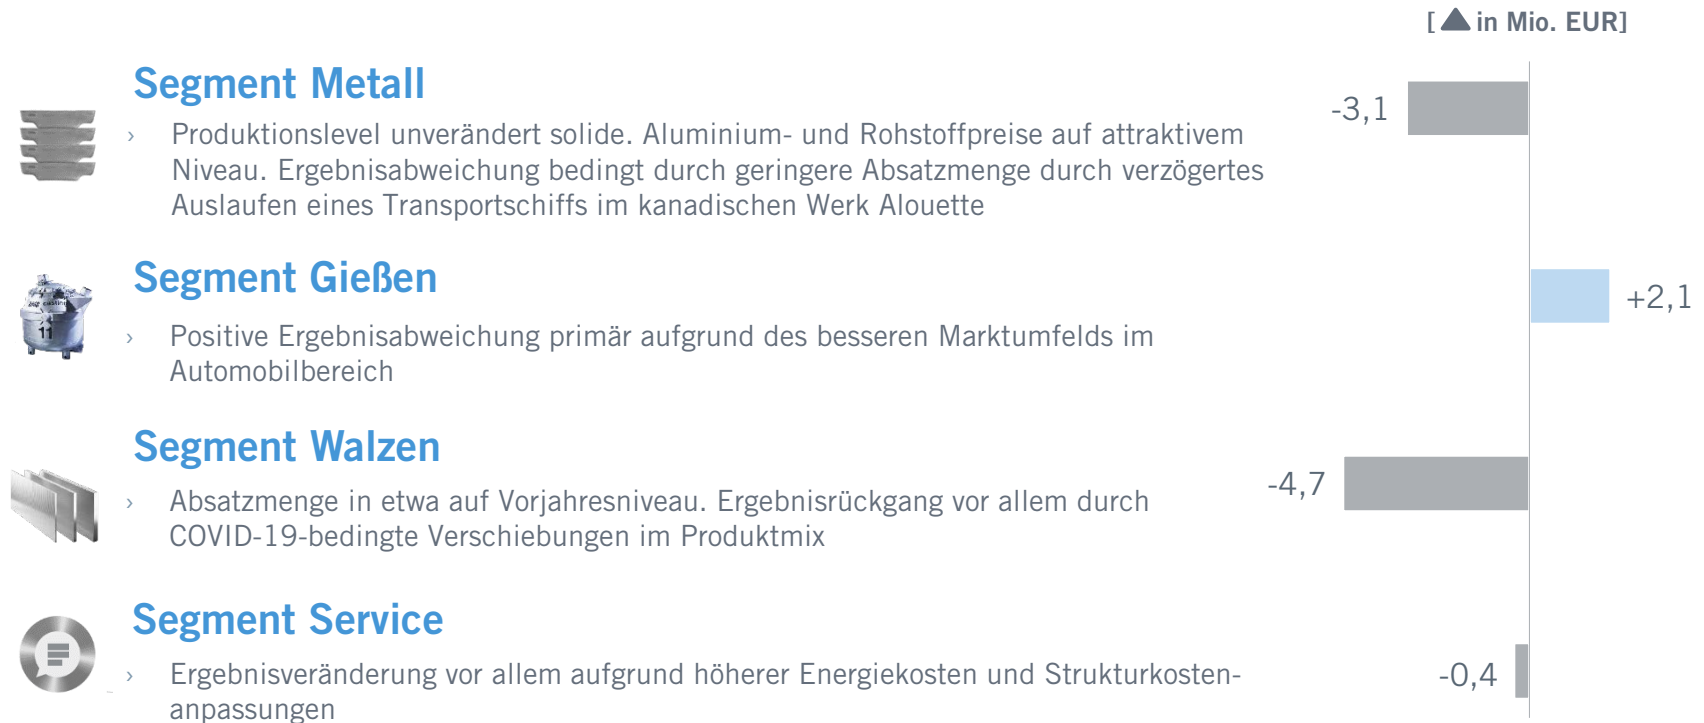 [ ▲ in Mio. EUR]
Segment Metall
› Produktionslevel unverändert solide. Aluminium- und Rohstoffpreise auf attraktivem
Niveau. Ergebnisabweichung bedingt durch geringere Absatzmenge durch verzögertes
Auslaufen eines Transportschiffs im kanadischen Werk Alouette
-3,1
Segment Gießen
› Positive Ergebnisabweichung primär aufgrund des besseren Marktumfelds im
Automobilbereich
11
+2,1
Segment Walzen
› Absatzmenge in etwa auf Vorjahresniveau. Ergebnisrückgang vor allem durch
COVID-19-bedingte Verschiebungen im Produktmix
-4,7
Segment Service
› Ergebnisveränderung vor allem aufgrund höherer Energiekosten und Strukturkosten-
anpassungen
-0,4